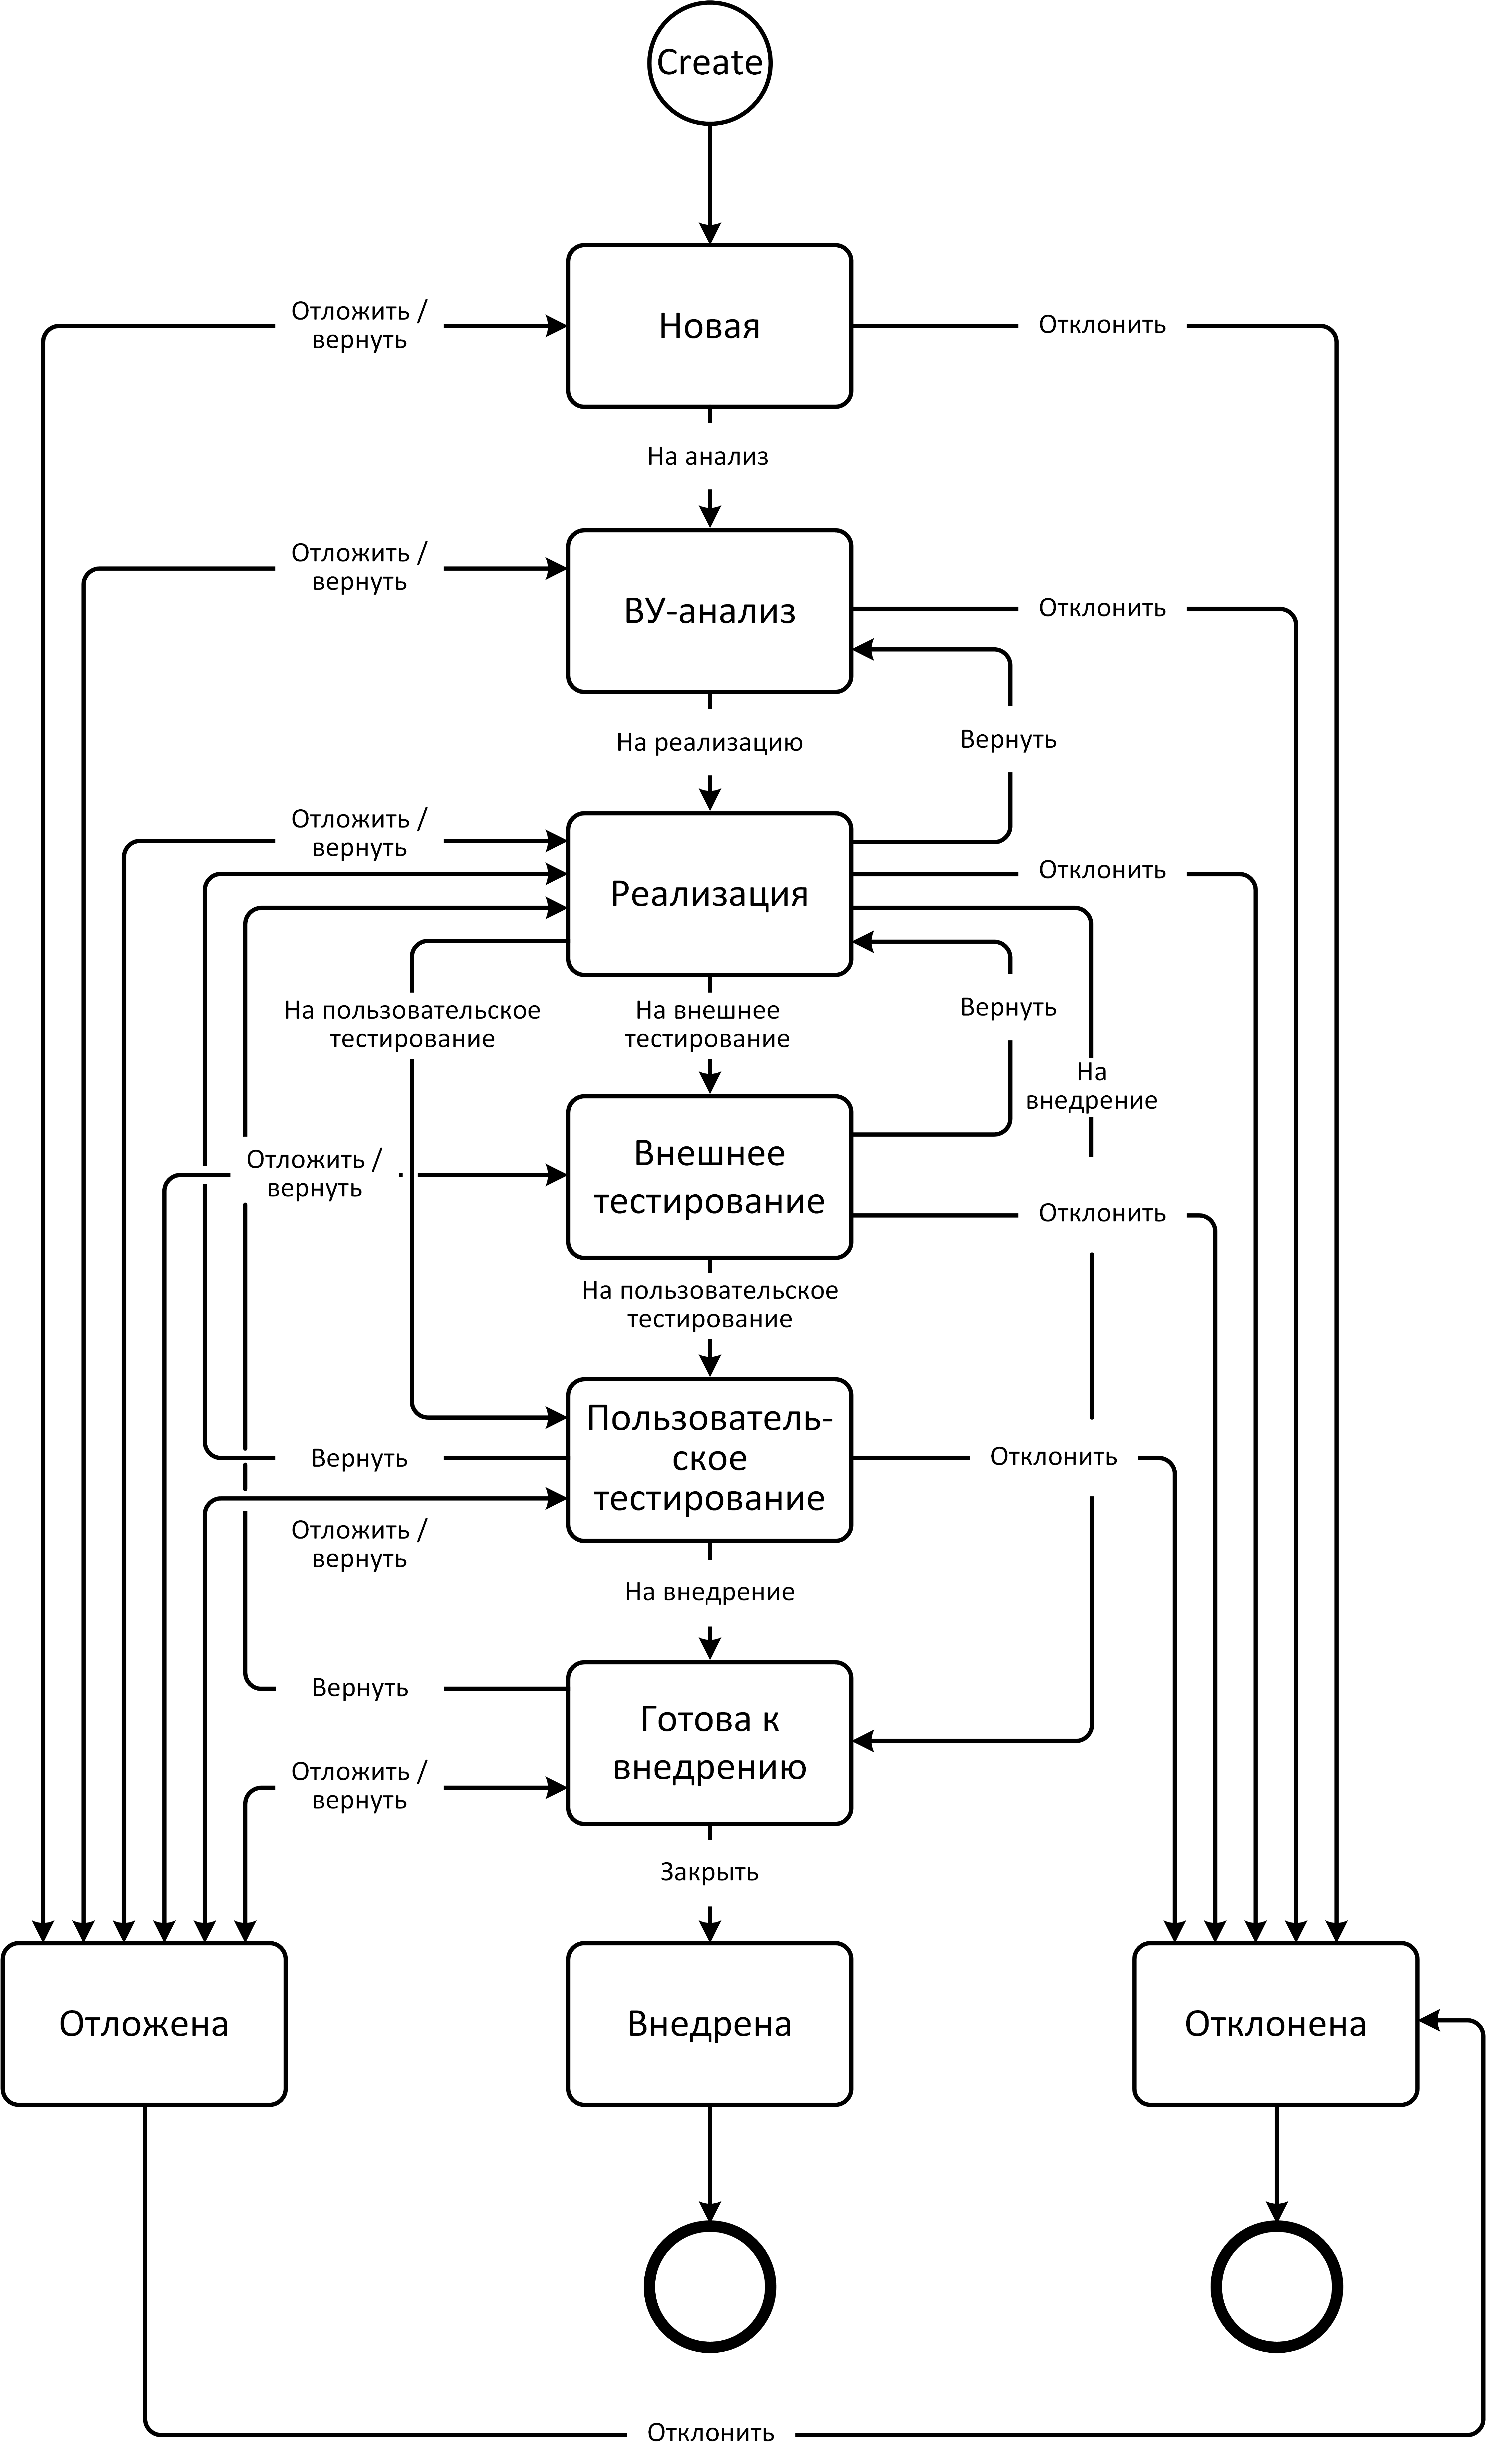 Create
Отложить /
вернуть
Новая
Отклонить
На анализ
Отложить /
вернуть
ВУ-анализ
Отклонить
На реализацию
Вернуть
Отложить /
вернуть
Реализация
Отклонить
На пользовательское
тестирование
На внешнее
тестирование
Вернуть
На
внедрение
Отложить /
вернуть
Внешнее
тестирование
Отклонить
На пользовательское
тестирование
Пользователь-
ское
тестирование
Вернуть
Отклонить
Отложить /
вернуть
На внедрение
Вернуть
Готова к
внедрению
Отложить /
вернуть
Закрыть
Отложена
Внедрена
Отклонена
Отклонить